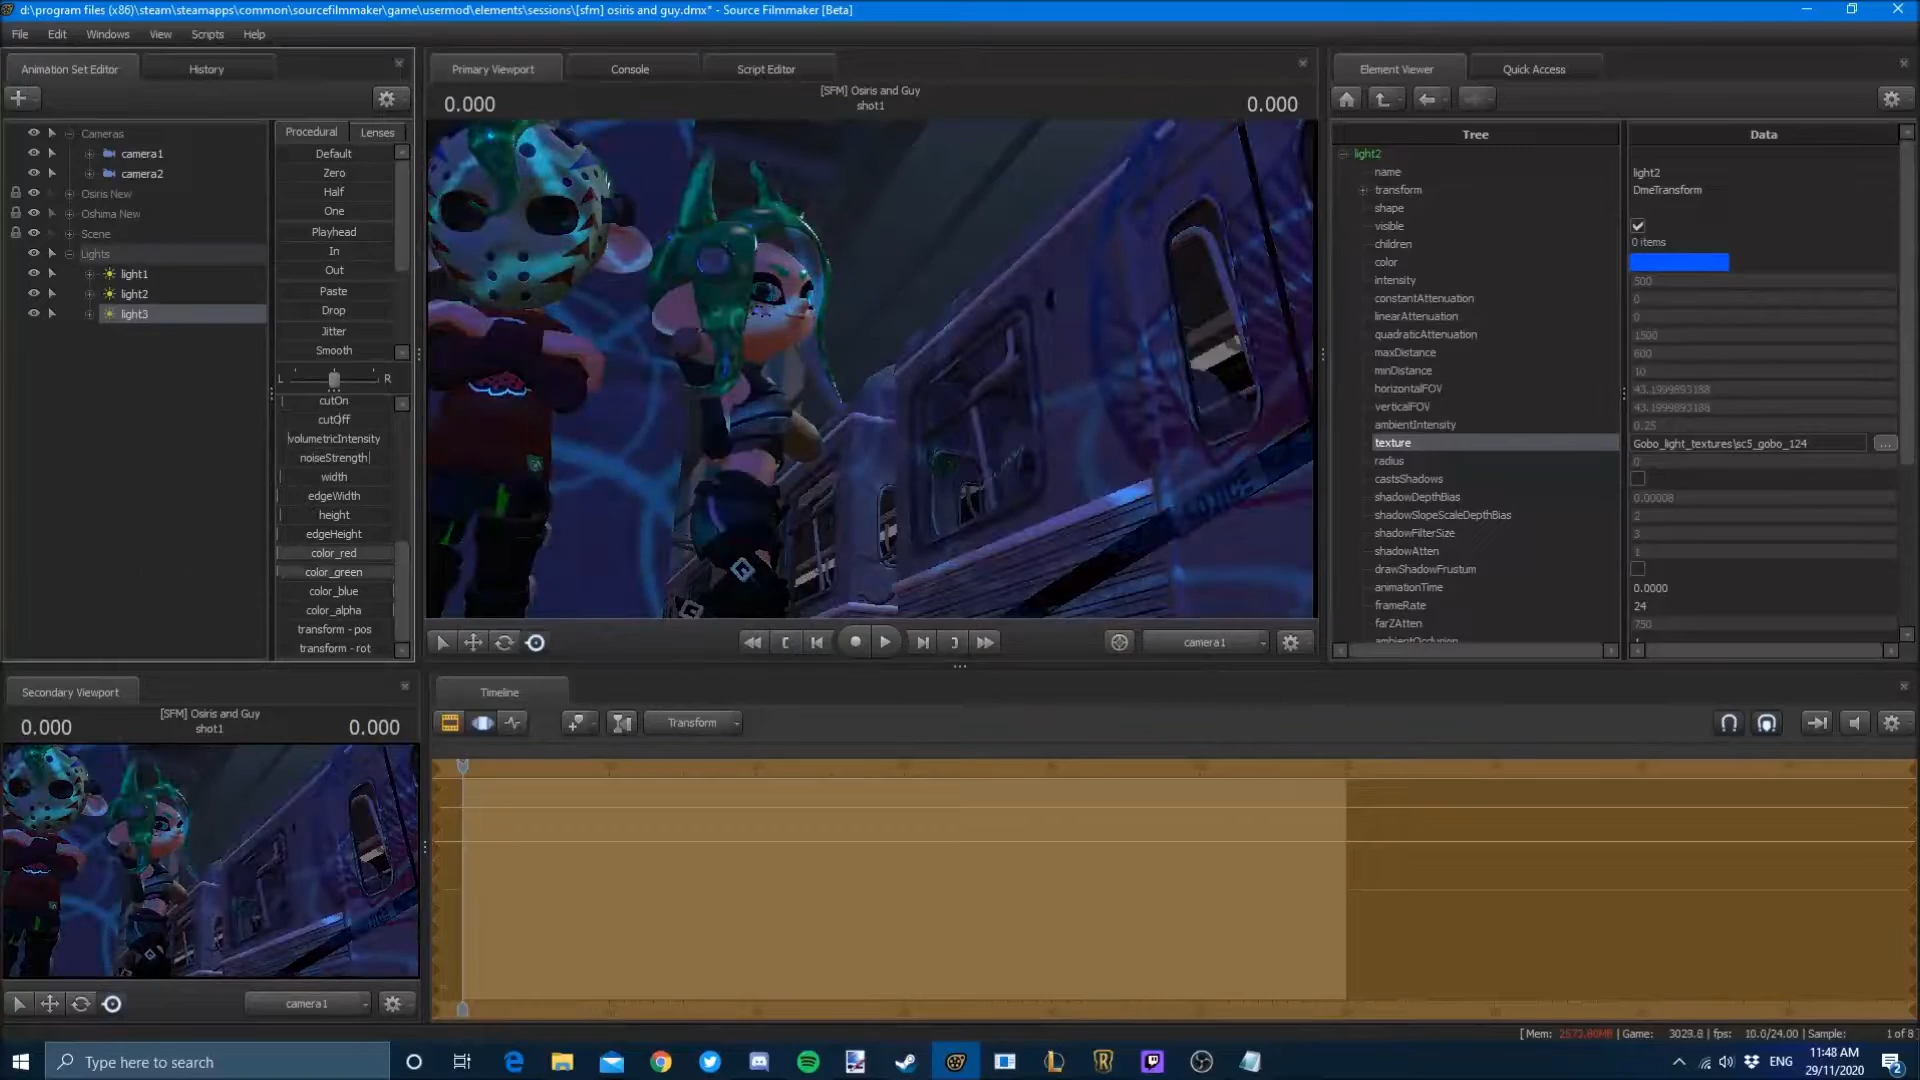 d:\program files (x86)\steam\steamapps\common\sourcefilmmaker\game\usermod\elements\sessions\[sfm] osiris and guy.dmx* - Source Filmmaker [Beta]
File Edit Windows View Scripts Help
Animation Set Editor History
Cameras
camera1
camera2
Osiris New
Oshima New
Scene
Lights
light1
light2
light3
Procedural Lenses
Default
Zero
Half
One
Playhead
In
Out
Paste
Drop
Jitter
Smooth
L R
cutOn
cutOff
volumetricIntensity
noiseStrength
width
edgeWidth
height
edgeHeight
color_red
color_green
color_blue
color_alpha
transform - pos
transform - rot
Primary Viewport Console Script Editor
0.000 [SFM] Osiris and Guy 0.000
shot1
camera1
Element Viewer Quick Access
Tree Data
light2
name light2
transform DmeTransform
shape
visible
children 0 items
color
intensity 500
constantAttenuation 0
linearAttenuation 0
quadraticAttenuation 1500
maxDistance 600
minDistance 10
horizontalFOV 43.1999893188
verticalFOV 43.1999893188
ambientIntensity 0.25
texture Gobo_light_textures\sc5_gobo_124 ...
radius 0
castsShadows
shadowDepthBias 0.00008
shadowSlopeScaleDepthBias 2
shadowFilterSize 3
shadowAtten 1
drawShadowFrustum
animationTime 0.0000
frameRate 24
farZAtten 750
ambientOcclusion
Secondary Viewport
0.000 [SFM] Osiris and Guy 0.000
shot1
camera1
Timeline
Transform
[ Mem: 2573.80MB | Game: 3028.8 | fps: 10.0/24.00 | Sample: 1 of 8
Type here to search
ENG
11:48 AM
29/11/2020
2